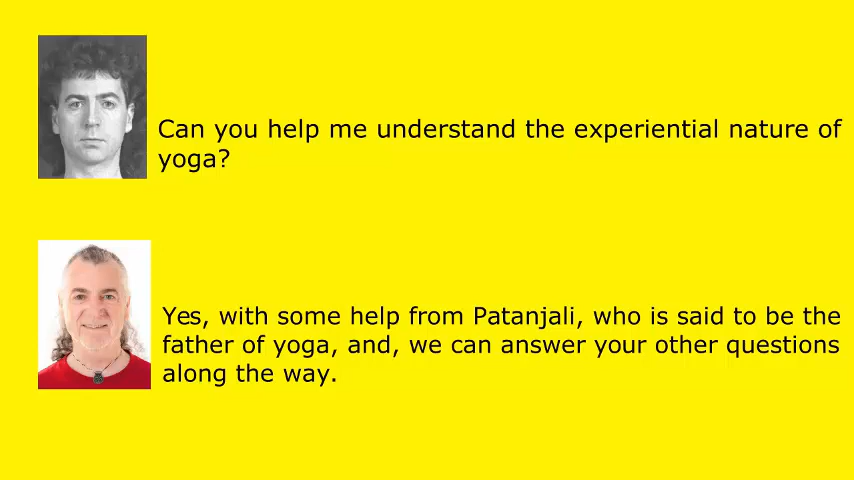 Can you help me understand the experiential nature of
yoga?
Yes, with some help from Patanjali, who is said to be the
father of yoga, and, we can answer your other questions
along the way.